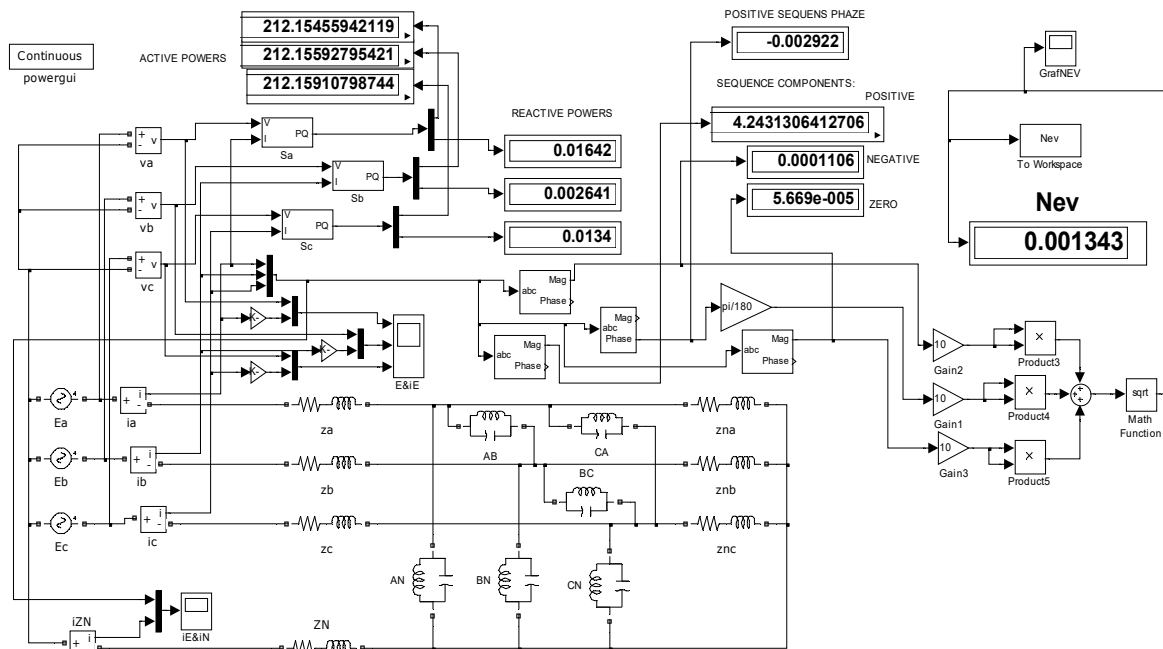 212.15455942119
POSITIVE SEQUENS PHAZE
Continuous
powergui
ACTIVE POWERS
212.15592795421
-0.002922
212.15910798744
SEQUENCE COMPONENTS:
GrafNEV
POSITIVE
REACTIVE POWERS
4.2431306412706
+
-
v
va
V
I
PQ
Sa
0.01642
0.0001106
NEGATIVE
Nev
To Workspace
+
-
v
vb
V
I
PQ
Sb
0.002641
5.669e-005
ZERO
Nev
V
I
PQ
Sc
0.0134
0.001343
+
-
v
vc
abc
Mag
Phase
K-
abc
Mag
Phase
pi/180
K-
abc
Mag
Phase
abc
Mag
Phase
K-
E&iE
10
Gain2
×
Product3
Ea
+
i
-
ia
za
AB
CA
zna
10
Gain1
×
Product4
+
+
+
sqrt
Math
Function
Eb
+
i
-
ib
zb
BC
znb
10
Gain3
×
Product5
Ec
+
i
-
ic
zc
znc
AN
BN
CN
iZN
+
i
-
iE&iN
ZN